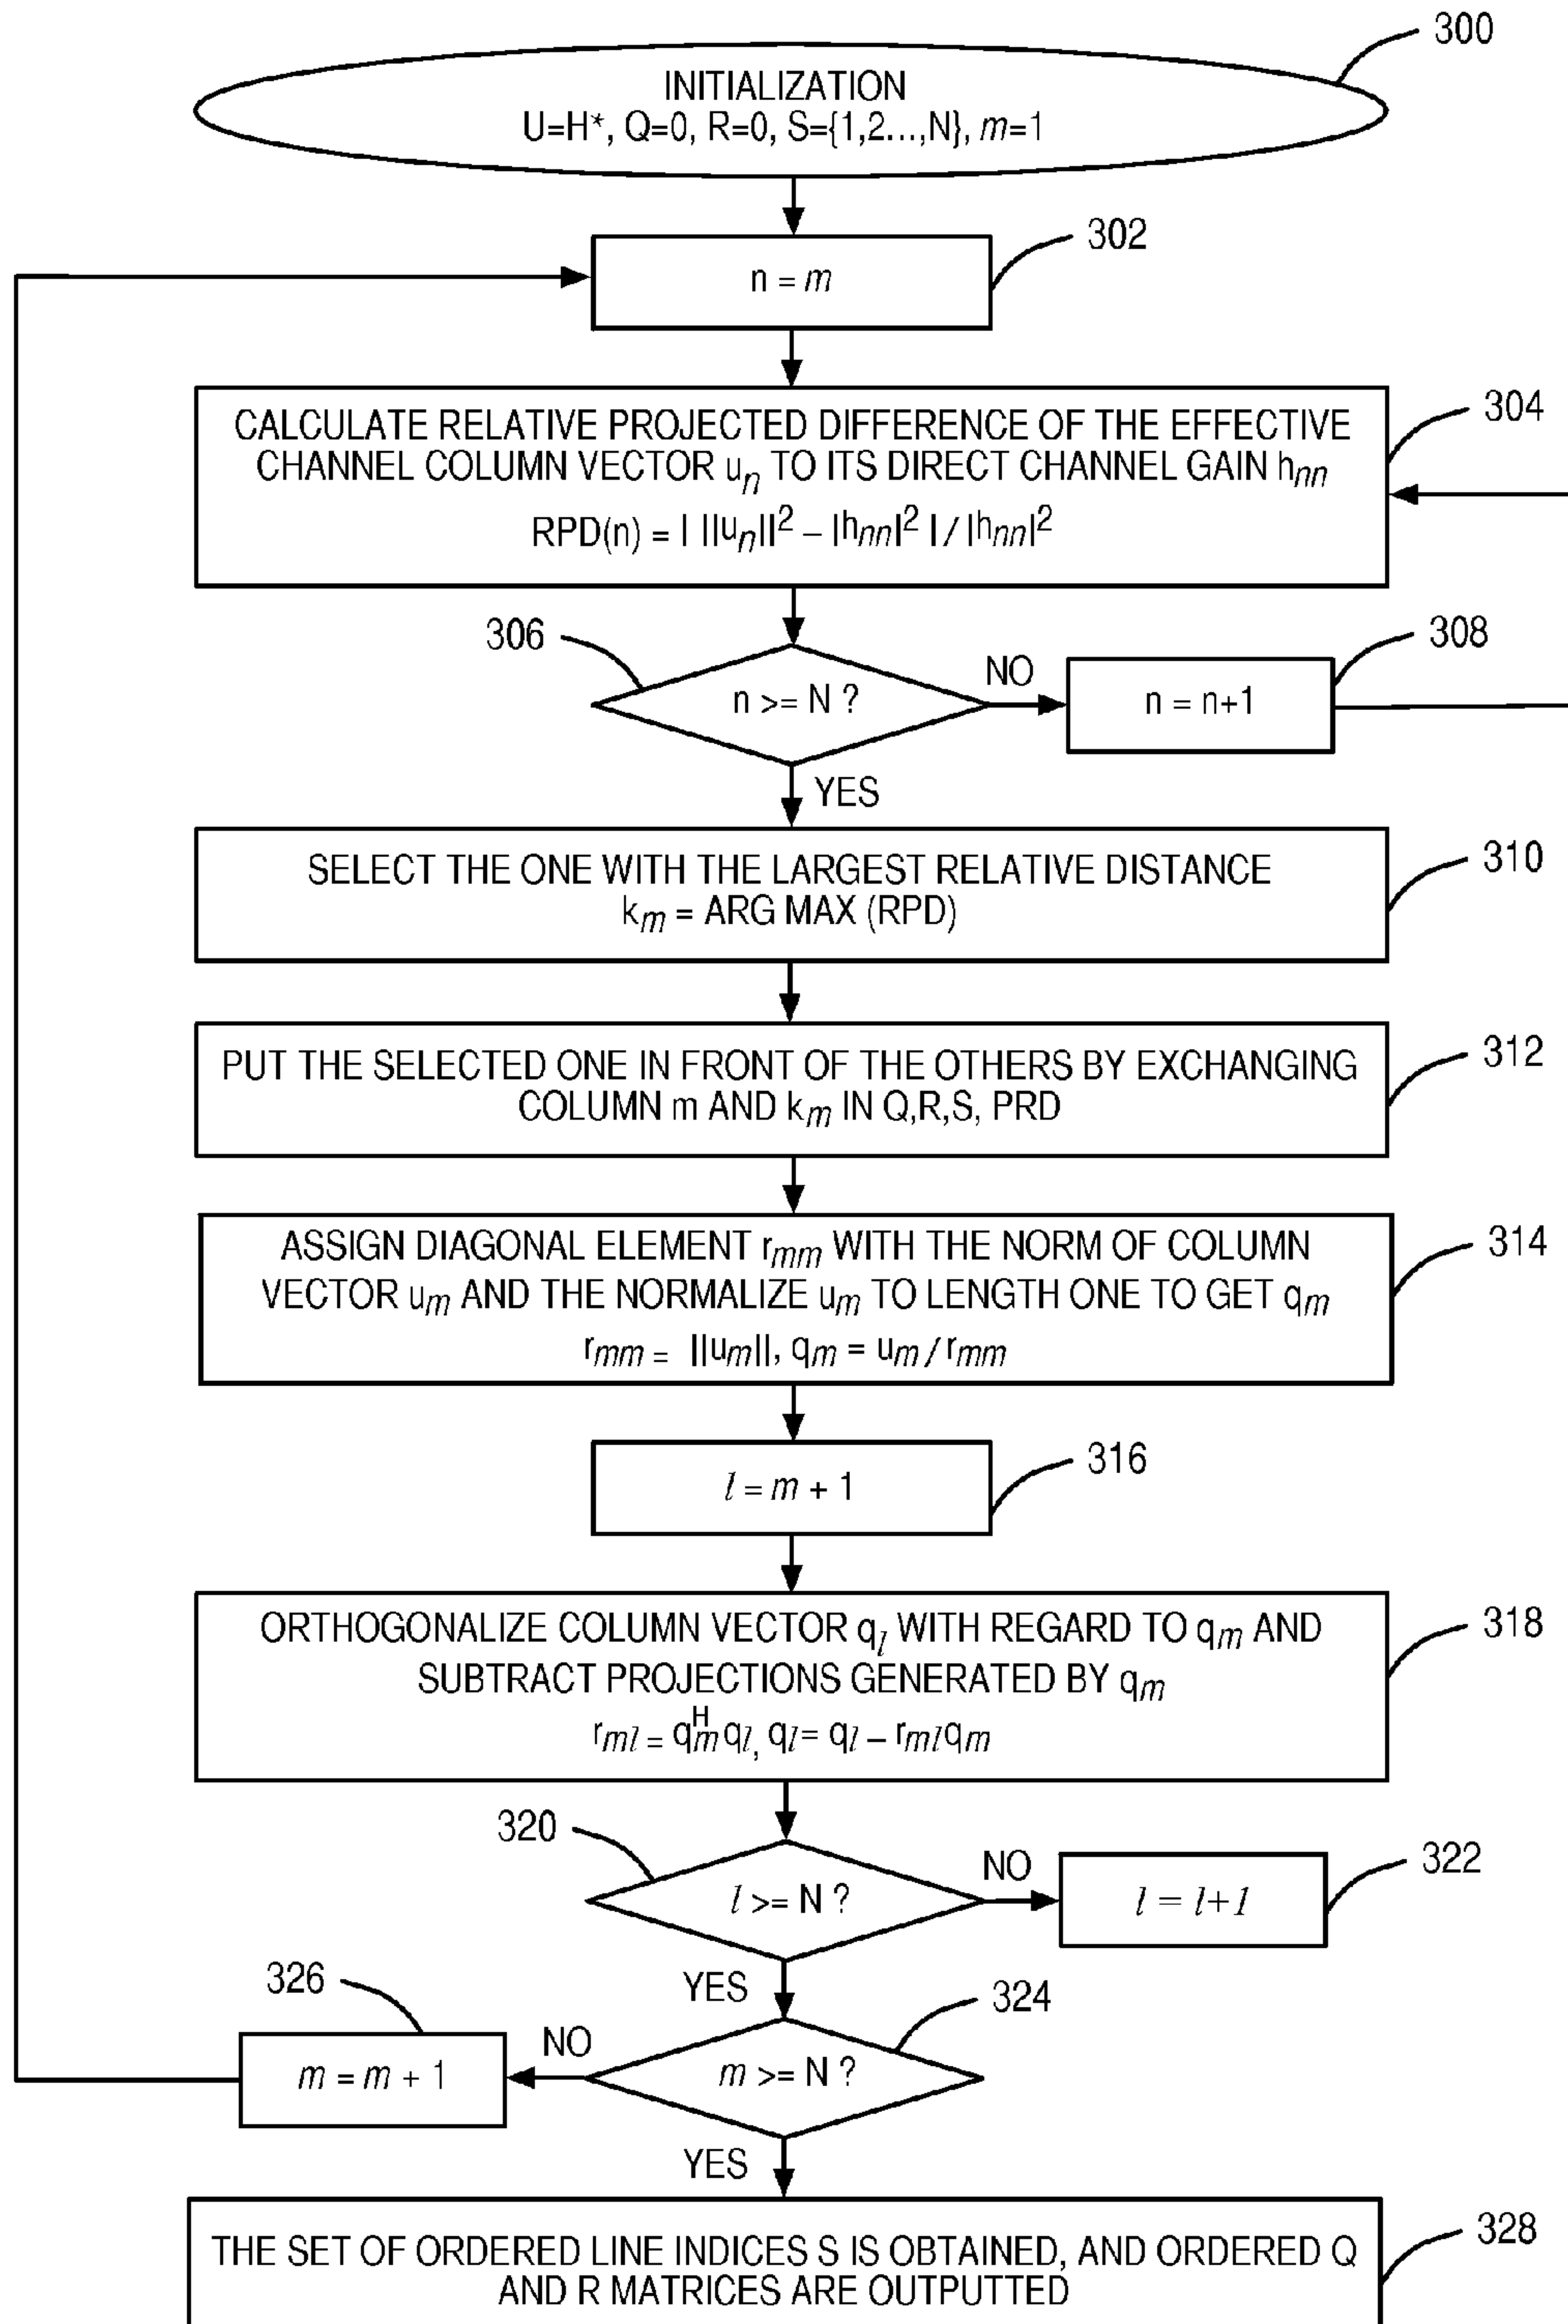 300
INITIALIZATION
U=H*, Q=0, R=0, S={1,2...,N}, m=1
302
n = m
304
CALCULATE RELATIVE PROJECTED DIFFERENCE OF THE EFFECTIVE
CHANNEL COLUMN VECTOR uₙ TO ITS DIRECT CHANNEL GAIN hₙₙ
RPD(n) = | ||uₙ||² – |hₙₙ|² | / |hₙₙ|²
306
n >= N ?
NO
308
n = n+1
YES
310
SELECT THE ONE WITH THE LARGEST RELATIVE DISTANCE
kₘ = ARG MAX (RPD)
312
PUT THE SELECTED ONE IN FRONT OF THE OTHERS BY EXCHANGING
COLUMN m AND kₘ IN Q,R,S, PRD
314
ASSIGN DIAGONAL ELEMENT rₘₘ WITH THE NORM OF COLUMN
VECTOR uₘ AND THE NORMALIZE uₘ TO LENGTH ONE TO GET qₘ
rₘₘ = ||uₘ||, qₘ = uₘ / rₘₘ
316
l = m + 1
318
ORTHOGONALIZE COLUMN VECTOR qₗ WITH REGARD TO qₘ AND
SUBTRACT PROJECTIONS GENERATED BY qₘ
rₘₗ = qₘᴴqₗ, qₗ = qₗ – rₘₗqₘ
320
l >= N ?
NO
322
l = l+1
YES
324
326
m >= N ?
NO
m = m + 1
YES
328
THE SET OF ORDERED LINE INDICES S IS OBTAINED, AND ORDERED Q
AND R MATRICES ARE OUTPUTTED